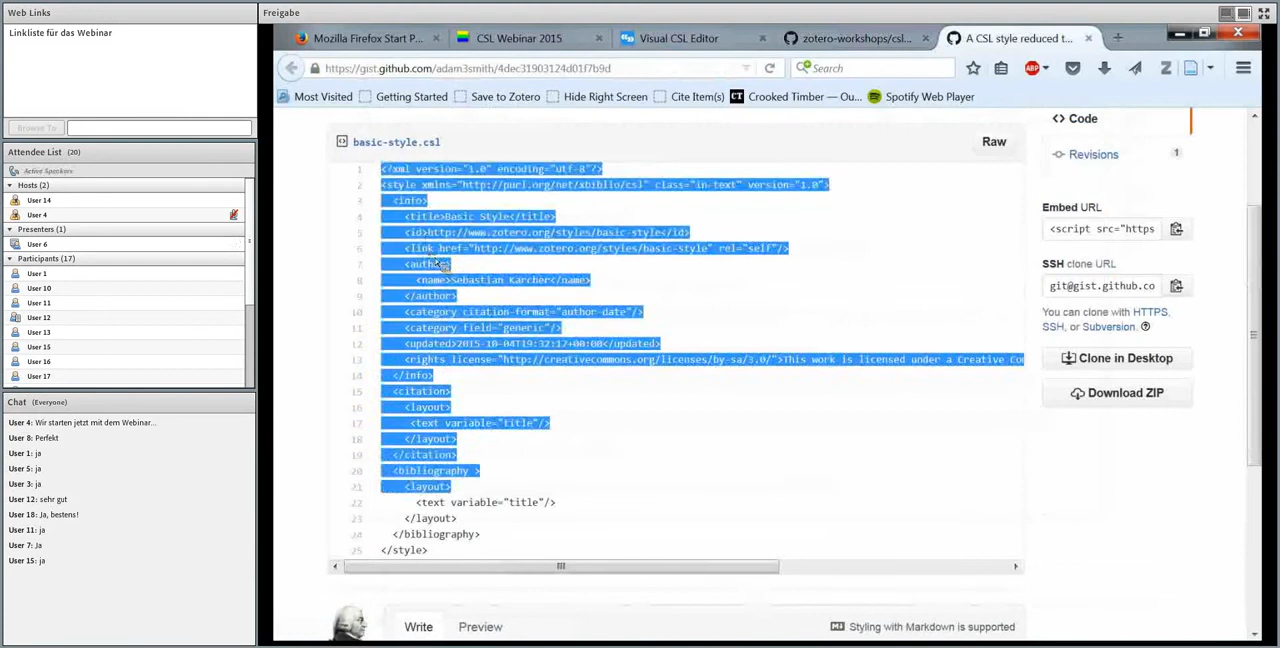 Web Links
Linkliste für das Webinar
Browse To
Attendee List (20)
Active Speakers
Hosts (2)
User 14
User 4
Presenters (1)
User 6
Participants (17)
User 1
User 10
User 11
User 12
User 13
User 15
User 16
User 17
Chat (Everyone)
User 4: Wir starten jetzt mit dem Webinar...
User 8: Perfekt
User 1: ja
User 5: ja
User 3: ja
User 12: sehr gut
User 18: Ja, bestens!
User 11: ja
User 7: Ja
User 15: ja
Freigabe
Mozilla Firefox Start P... × CSL Webinar 2015 × Visual CSL Editor × zotero-workshops/csl... × A CSL style reduced t... ×
https://gist.github.com/adam3smith/4dec31903124d01f7b9d Search
Most Visited Getting Started Save to Zotero Hide Right Screen Cite Item(s) Crooked Timber — Ou... Spotify Web Player
basic-style.csl Raw
1 <?xml version="1.0" encoding="utf-8"?>
2 <style xmlns="http://purl.org/net/xbiblio/csl" class="in-text" version="1.0">
3 <info>
4 <title>Basic Style</title>
5 <id>http://www.zotero.org/styles/basic-style</id>
6 <link href="http://www.zotero.org/styles/basic-style" rel="self"/>
7 <author>
8 <name>Sebastian Karcher</name>
9 </author>
10 <category citation-format="author-date"/>
11 <category field="generic"/>
12 <updated>2015-10-04T19:32:12+00:00</updated>
13 <rights license="http://creativecommons.org/licenses/by-sa/3.0/">This work is licensed under a Creative Co
14 </info>
15 <citation>
16 <layout>
17 <text variable="title"/>
18 </layout>
19 </citation>
20 <bibliography >
21 <layout>
22 <text variable="title"/>
23 </layout>
24 </bibliography>
25 </style>
Code
Revisions 1
Embed URL
<script src="https
SSH clone URL
git@gist.github.co
You can clone with HTTPS,
SSH, or Subversion.
Clone in Desktop
Download ZIP
Write Preview Styling with Markdown is supported